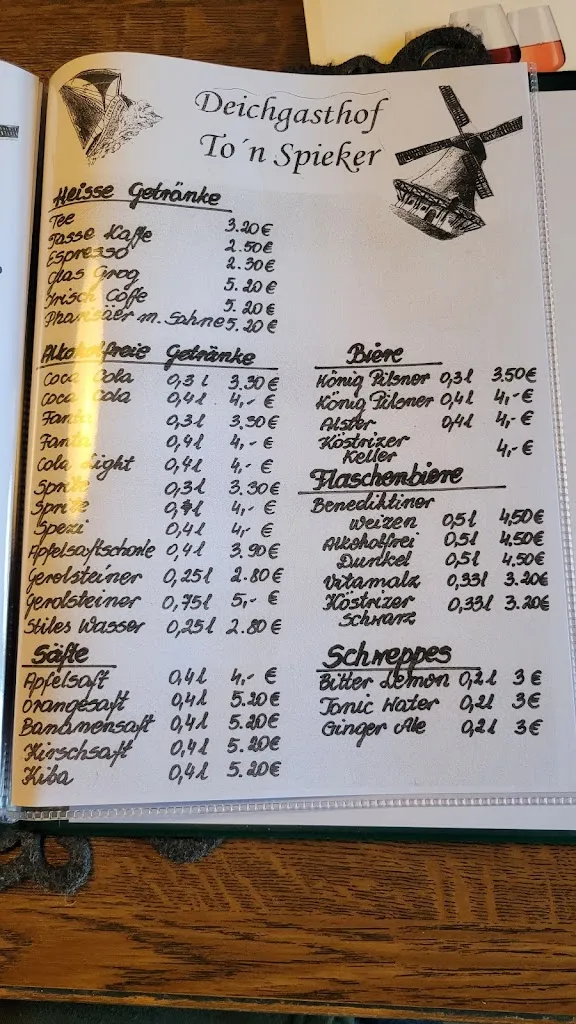 Deichgasthof
To´n Spieker
Heisse Getränke
Tee 3.20€
Tasse Kaffe 2.50€
Espresso 2.30€
Glas Grog 5.20€
Irisch Coffe 5.20€
Pharisäer m. Sahne 5.20€
Alkoholfreie Getränke
Coca Cola 0,3l 3.30€
Coca Cola 0,4l 4,- €
Fanta 0,3l 3.30€
Fanta 0,4l 4,- €
Cola Light 0,4l 4,- €
Sprite 0,3l 3.30€
Sprite 0,4l 4,- €
Spezi 0,4l 4,- €
Apfelsaftschorle 0,4l 3,90€
Gerolsteiner 0,25l 2.80€
Gerolsteiner 0,75l 5,- €
Stiles Wasser 0,25l 2.80€
Säfte
Apfelsaft 0,4l 4,- €
Orangesaft 0,4l 5.20€
Bananensaft 0,4l 5.20€
Kirschsaft 0,4l 5.20€
Kiba 0,4l 5.20€
Biere
König Pilsner 0,3l 3.50€
König Pilsner 0,4l 4,-€
Alster 0,4l 4,-€
Köstrizer
Keller 4,-€
Flaschenbiere
Benediktiner
Weizen 0,5l 4,50€
Alkoholfrei 0,5l 4.50€
Dunkel 0,5l 4.50€
Vitamalz 0,33l 3.20€
Köstrizer 0,33l 3.20€
Schwarz
Schweppes
Bitter Lemon 0,2l 3€
Tonic Water 0,2l 3€
Ginger Ale 0,2l 3€